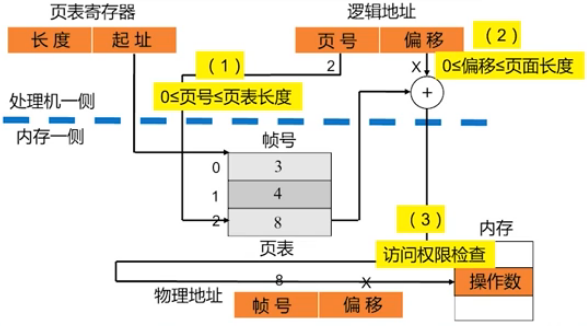 页表寄存器
逻辑地址
长度 起址
页号 偏移
（1）
（2）
2
X
0≤页号≤页表长度
0≤偏移≤页面长度
+
处理机一侧
内存一侧
帧号
0 3
1 4
2 8
页表
（3）
内存
访问权限检查
8
X
操作数
物理地址
帧号 偏移